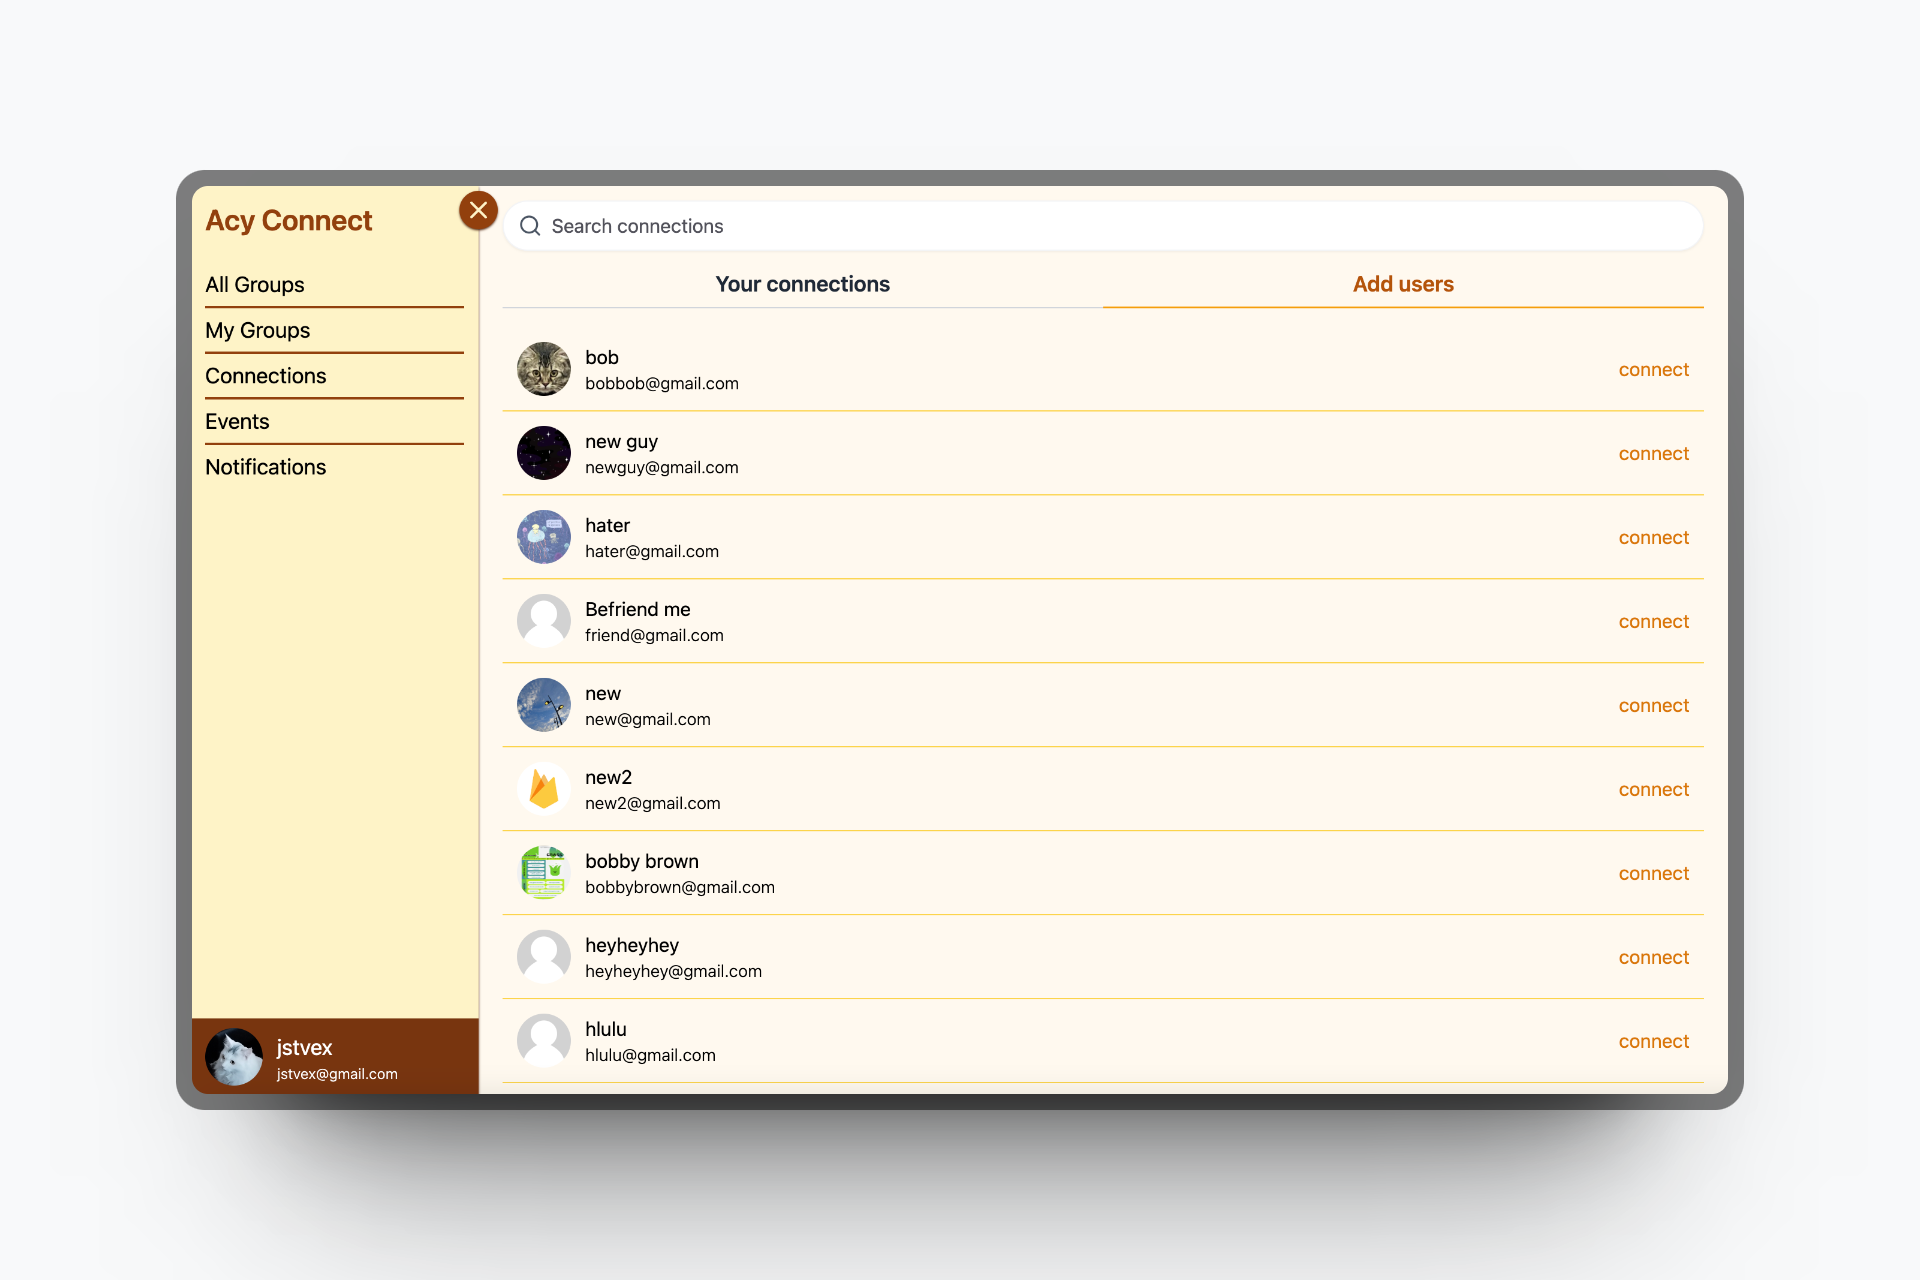 Acy Connect
All Groups
My Groups
Connections
Events
Notifications
jstvex
jstvex@gmail.com
Search connections
Your connections
Add users
bob
bobbob@gmail.com
connect
new guy
newguy@gmail.com
connect
hater
hater@gmail.com
connect
Befriend me
friend@gmail.com
connect
new
new@gmail.com
connect
new2
new2@gmail.com
connect
bobby brown
bobbybrown@gmail.com
connect
heyheyhey
heyheyhey@gmail.com
connect
hlulu
hlulu@gmail.com
connect